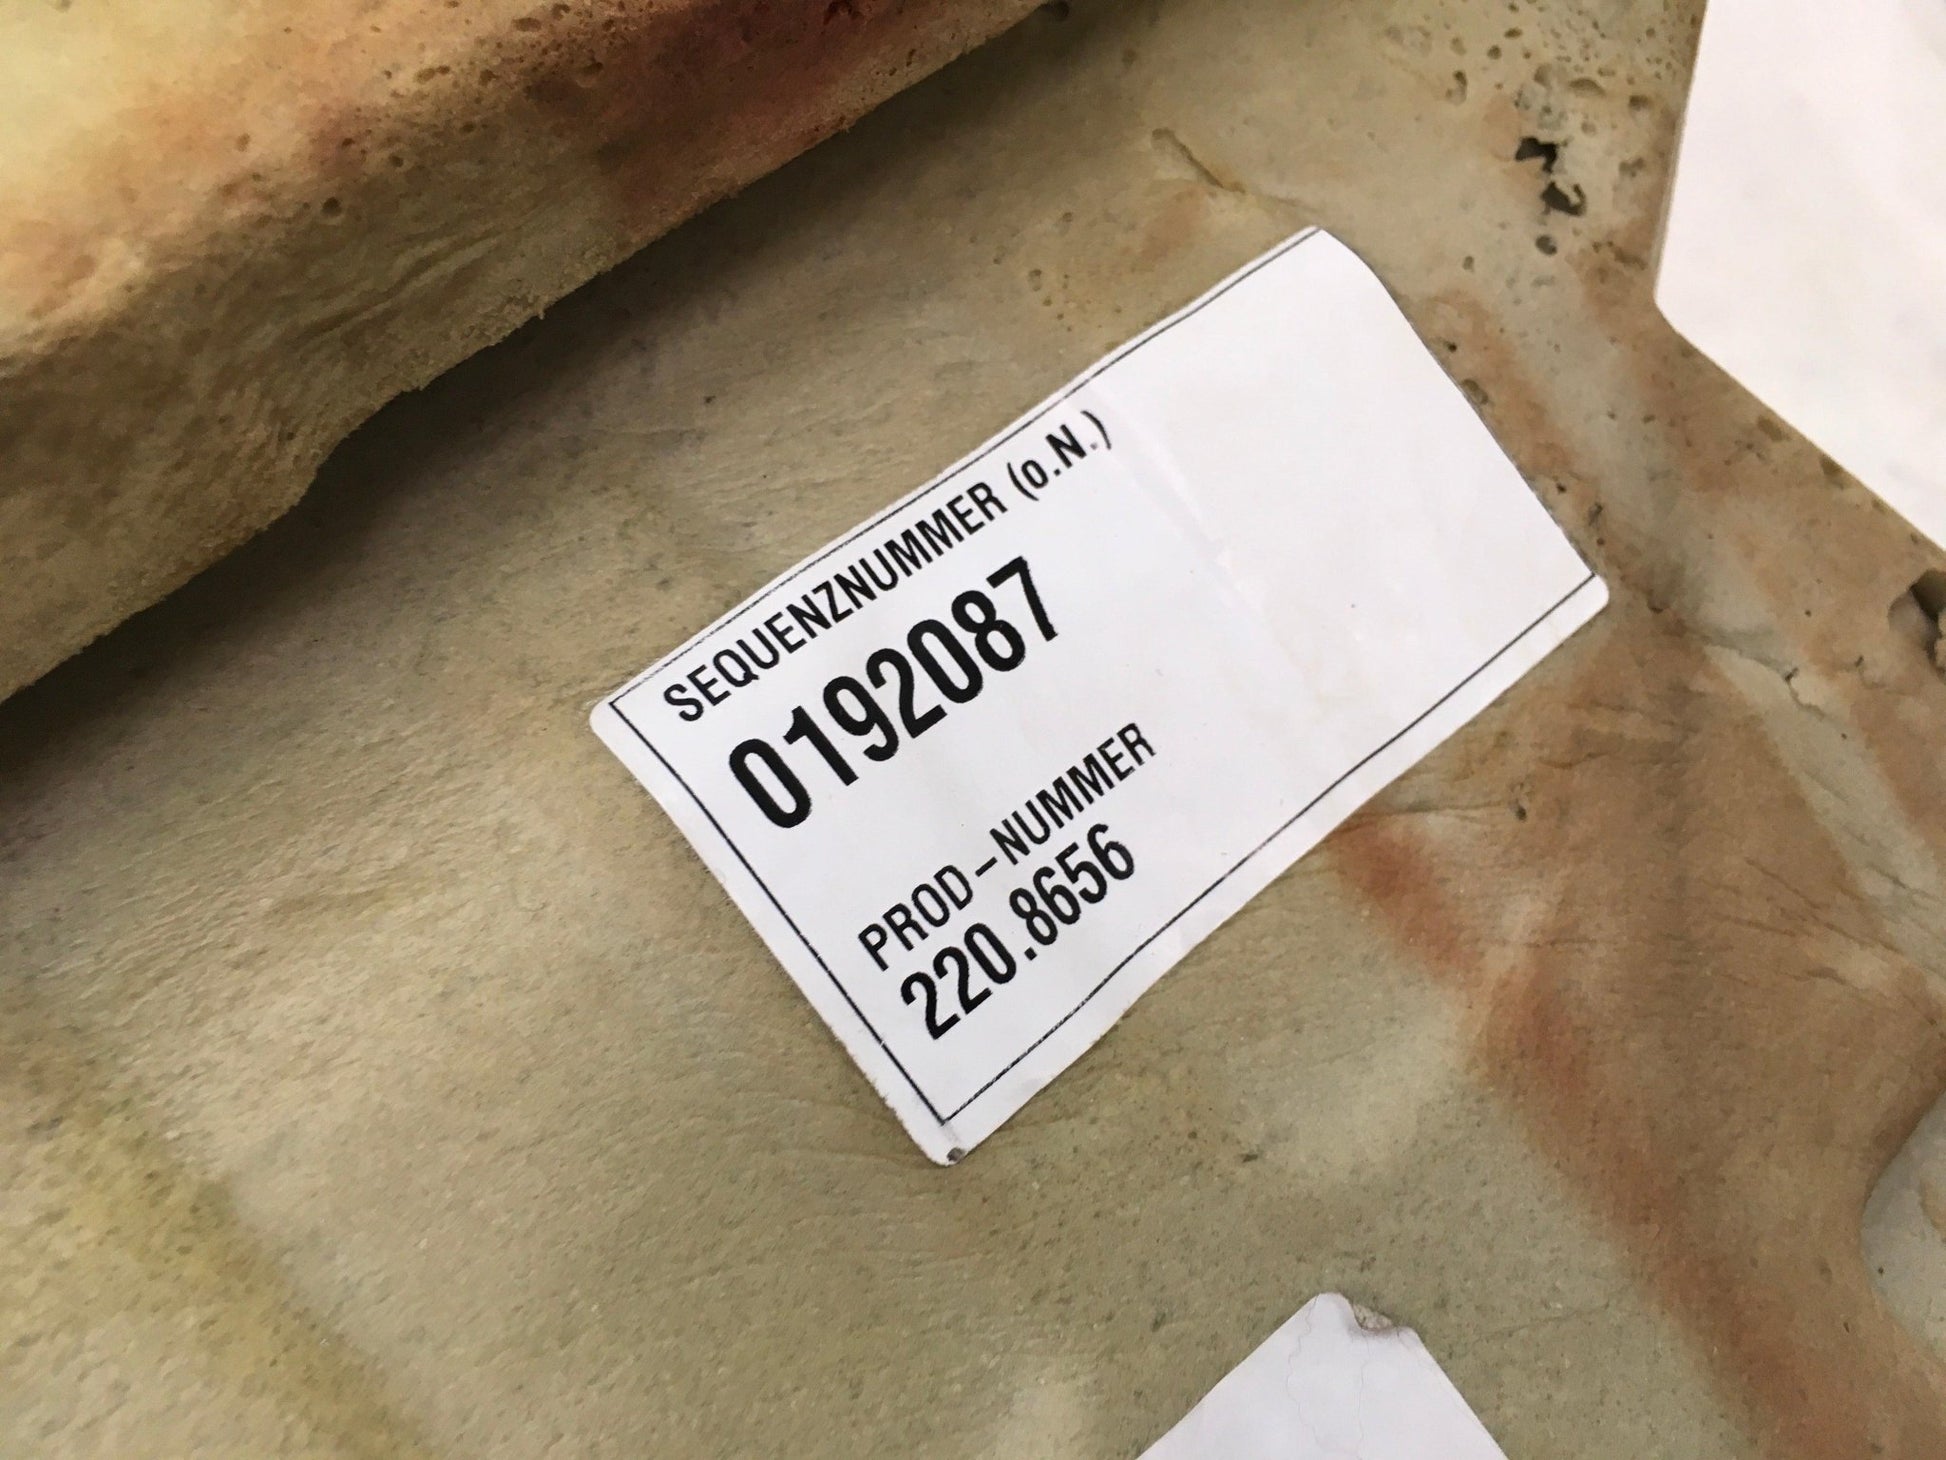 SEQUENZNUMMER (o.N.)
0192087
PROD-NUMMER
220.8656